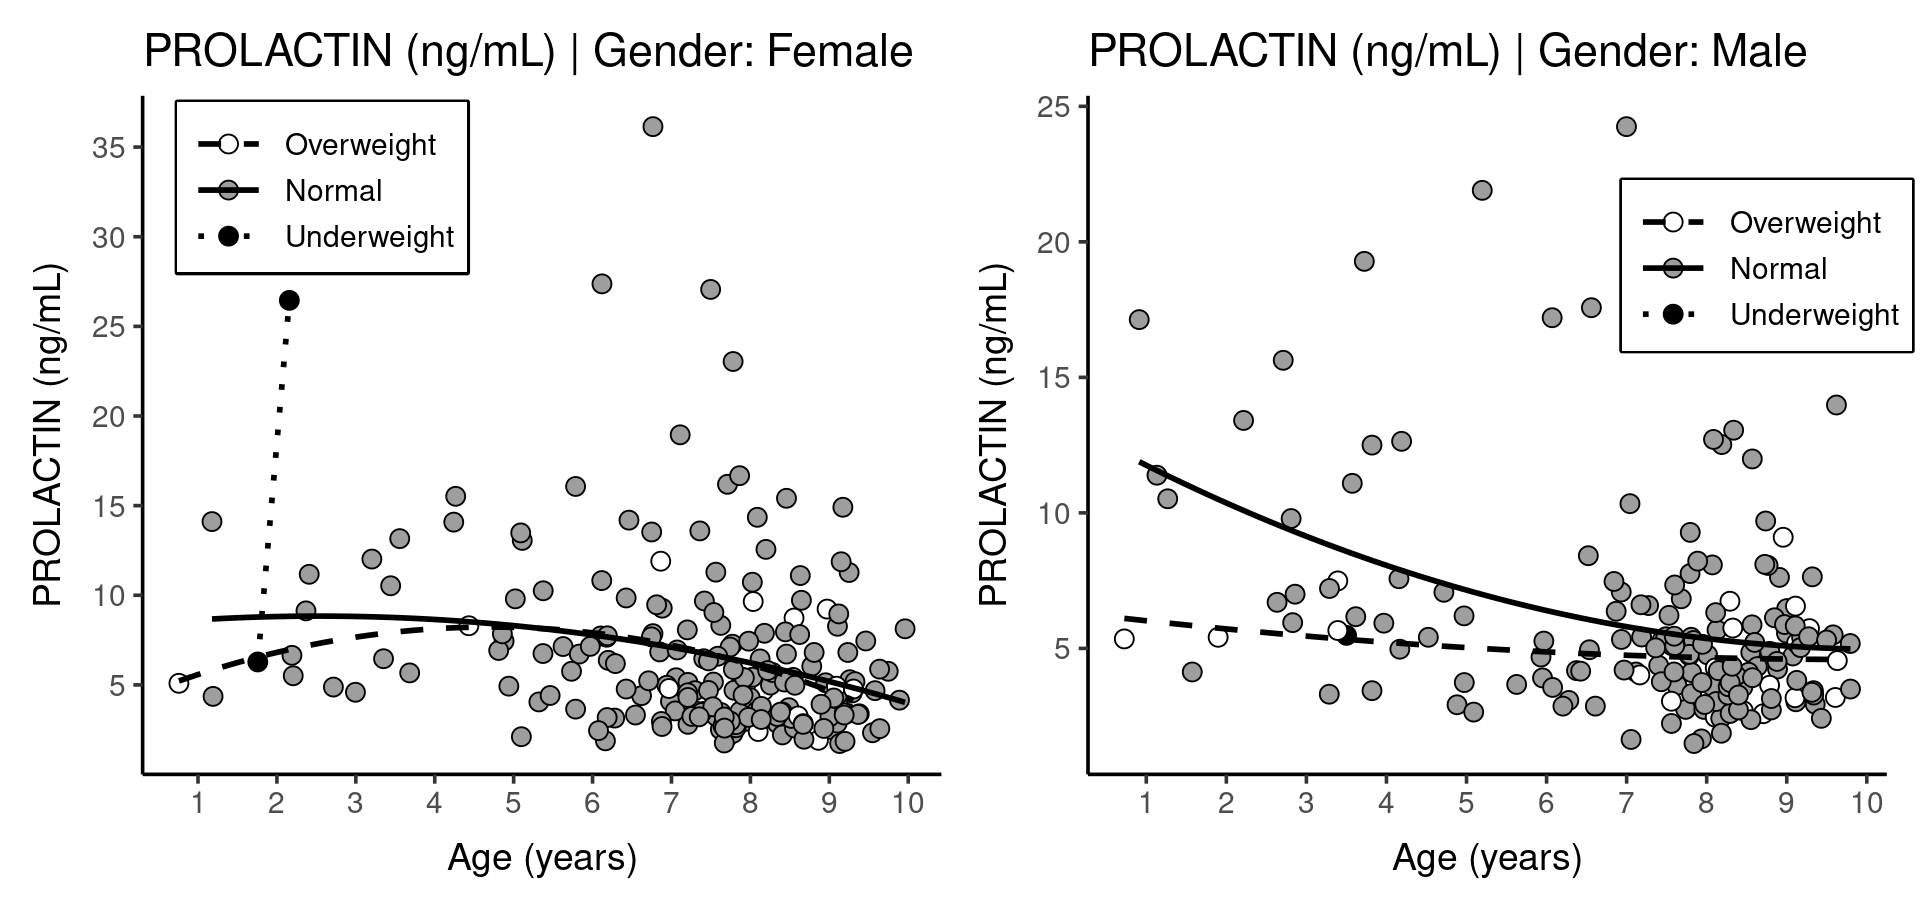 PROLACTIN (ng/mL) | Gender: Female
Overweight
Normal
Underweight
PROLACTIN (ng/mL)
35
30
25
20
15
10
5
1 2 3 4 5 6 7 8 9 10
Age (years)
PROLACTIN (ng/mL) | Gender: Male
Overweight
Normal
Underweight
PROLACTIN (ng/mL)
25
20
15
10
5
1 2 3 4 5 6 7 8 9 10
Age (years)